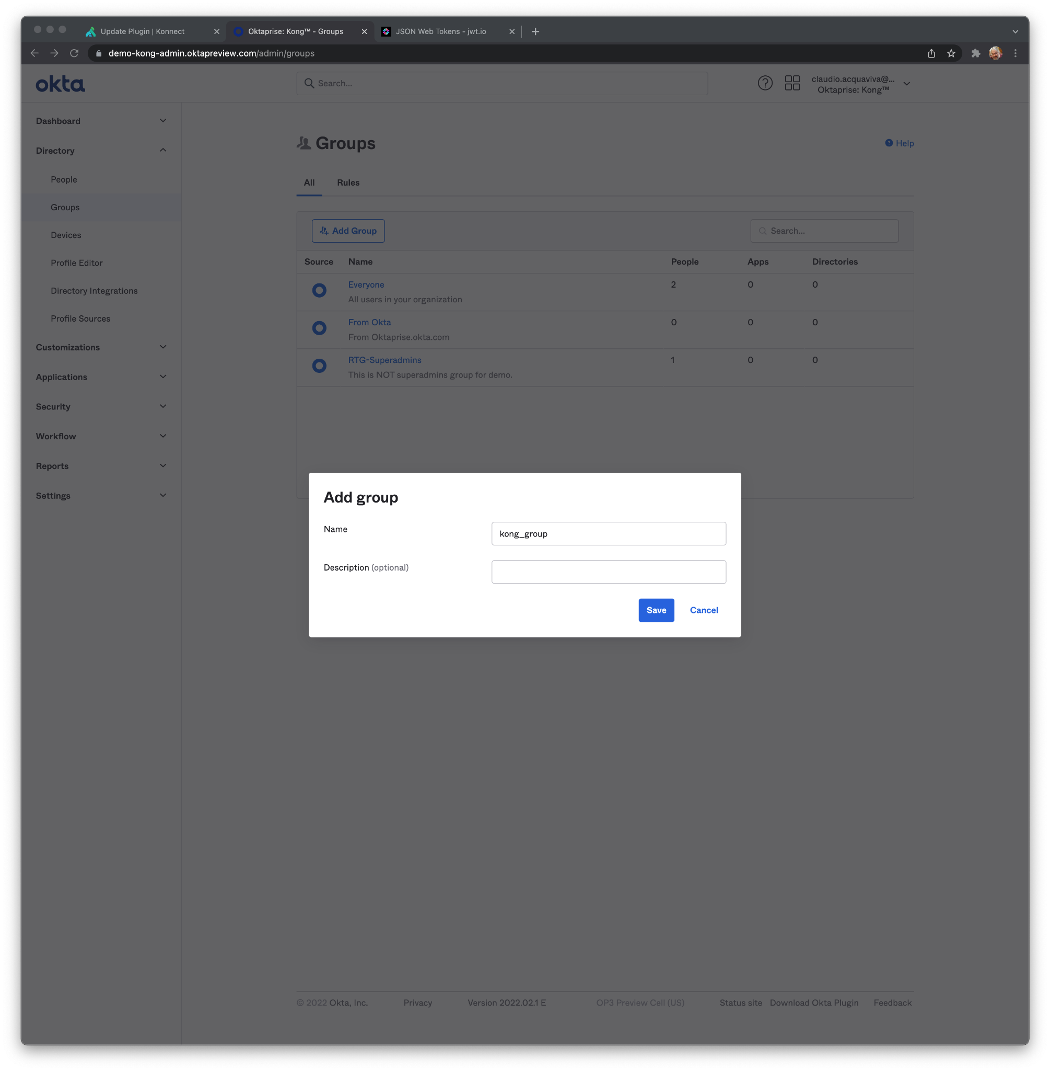 Update Plugin | Konnect
Oktaprise: Kong™ - Groups
JSON Web Tokens - jwt.io
demo-kong-admin.oktapreview.com/admin/groups
okta
Search...
claudio.acquaviva@...
Oktaprise: Kong™
Dashboard
Directory
People
Groups
Devices
Profile Editor
Directory Integrations
Profile Sources
Customizations
Applications
Security
Workflow
Reports
Settings
Groups
Help
All Rules
Add Group
Search...
Source Name People Apps Directories
Everyone 2 0 0
All users in your organization
From Okta 0 0 0
From Oktaprise.okta.com
RTG-Superadmins 1 0 0
This is NOT superadmins group for demo.
Add group
Name
kong_group
Description (optional)
Save Cancel
© 2022 Okta, Inc. Privacy Version 2022.02.1 E OP3 Preview Cell (US) Status site Download Okta Plugin Feedback